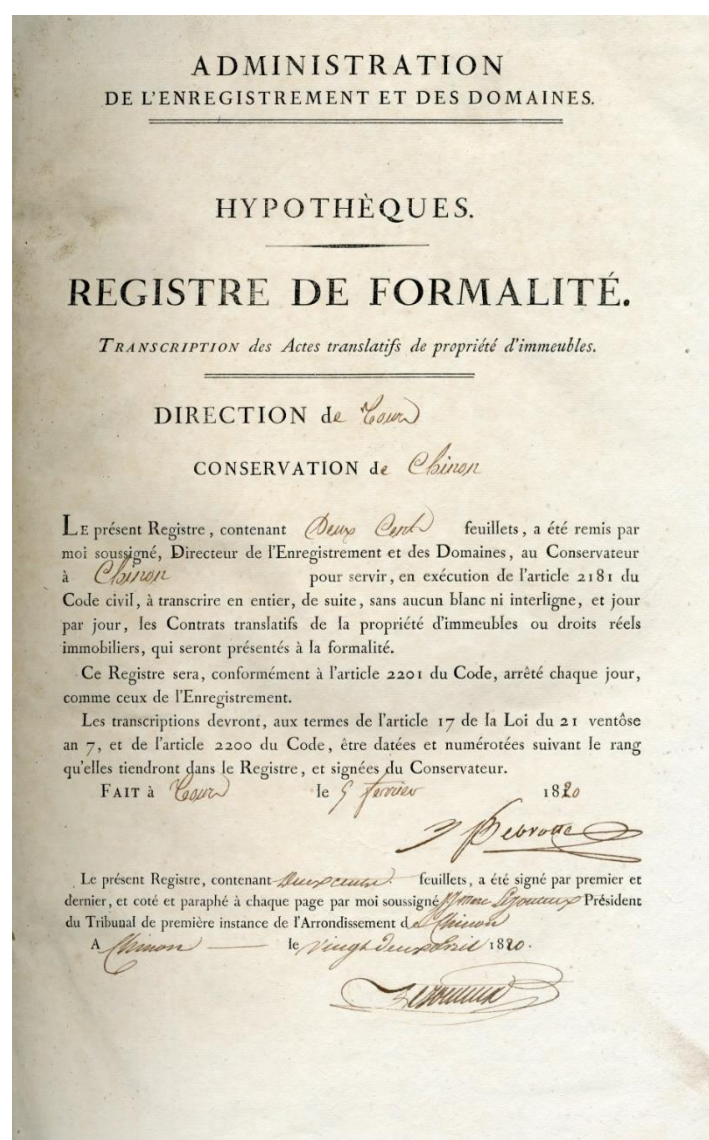 ADMINISTRATION
DE L'ENREGISTREMENT ET DES DOMAINES.
HYPOTHÈQUES.
REGISTRE DE FORMALITÉ.
TRANSCRIPTION des Actes translatifs de propriété d'immeubles.
DIRECTION de Tours
CONSERVATION de Chinon
LE présent Registre, contenant Deux Cent feuillets, a été remis par
moi soussigné, Directeur de l'Enregistrement et des Domaines, au Conservateur
à Chinon pour servir, en exécution de l'article 2181 du
Code civil, à transcrire en entier, de suite, sans aucun blanc ni interligne, et jour
par jour, les Contrats translatifs de la propriété d'immeubles ou droits réels
immobiliers, qui seront présentés à la formalité.
Ce Registre sera, conformément à l'article 2201 du Code, arrêté chaque jour,
comme ceux de l'Enregistrement.
Les transcriptions devront, aux termes de l'article 17 de la Loi du 21 ventôse
an 7, et de l'article 2200 du Code, être datées et numérotées suivant le rang
qu'elles tiendront dans le Registre, et signées du Conservateur.
FAIT à Tours le 5 fevrier 1820
Le présent Registre, contenant deux cents feuillets, a été signé par premier et
dernier, et coté et paraphé à chaque page par moi soussigné Président
du Tribunal de première instance de l'Arrondissement de Chinon
A Chinon le vingt deux 1820.